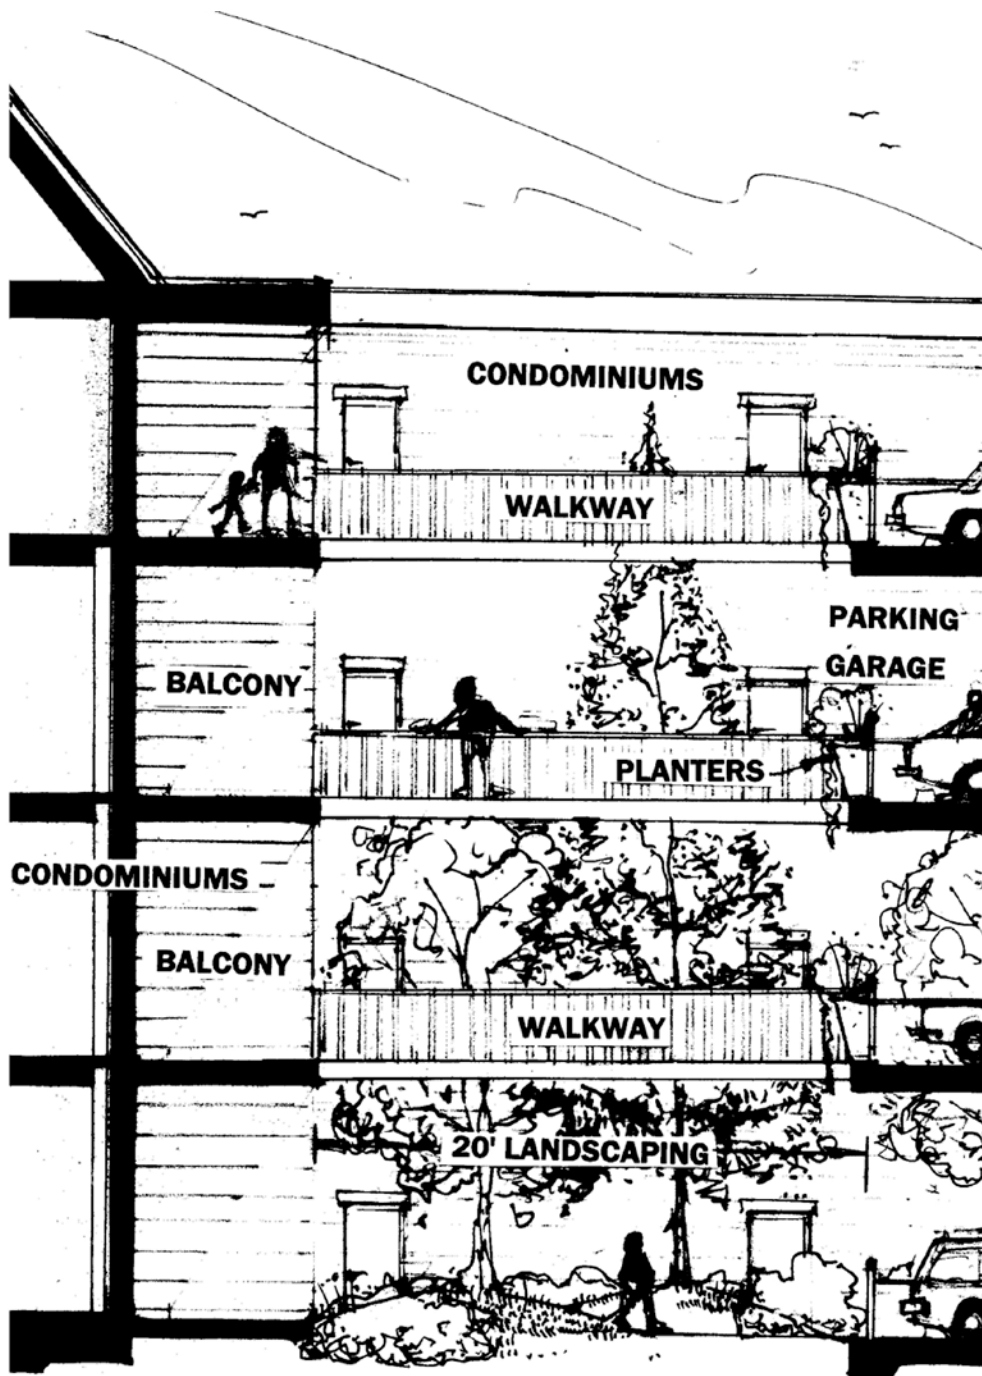 CONDOMINIUMS
WALKWAY
PARKING
GARAGE
BALCONY
PLANTERS
CONDOMINIUMS
BALCONY
WALKWAY
20' LANDSCAPING